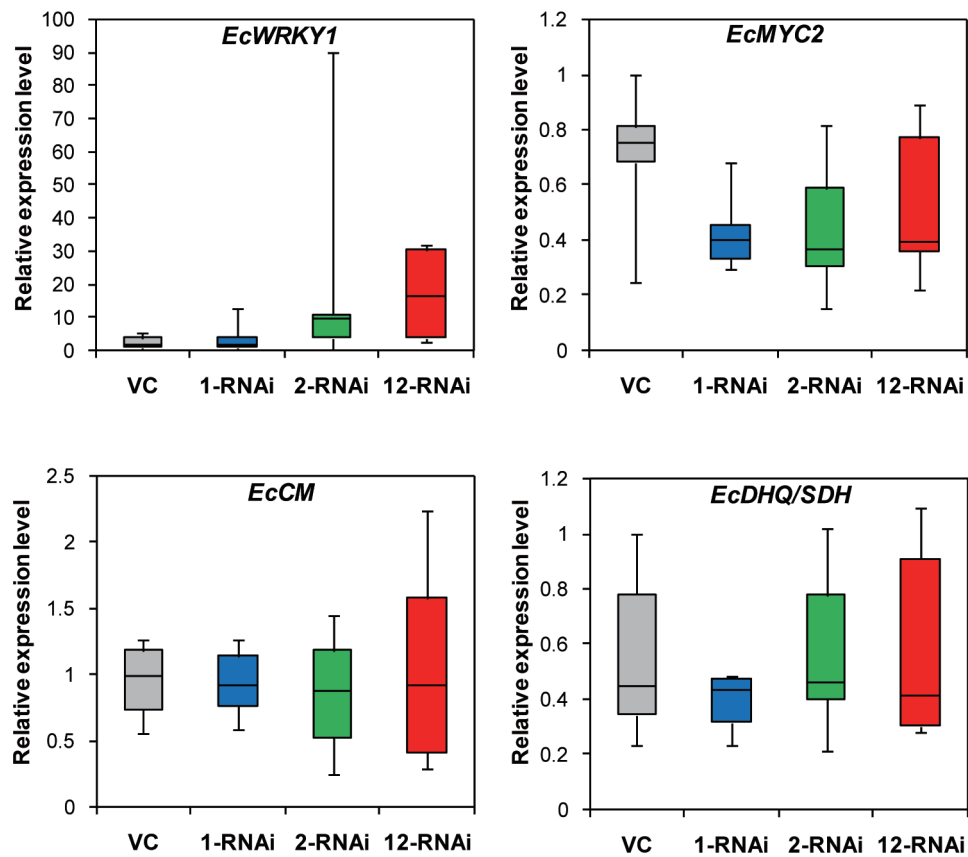 EcWRKY1
Relative expression level
100
90
80
70
60
50
40
30
20
10
0
VC 1-RNAi 2-RNAi 12-RNAi
EcMYC2
Relative expression level
1.2
1
0.8
0.6
0.4
0.2
0
VC 1-RNAi 2-RNAi 12-RNAi
EcCM
Relative expression level
2.5
2
1.5
1
0.5
0
VC 1-RNAi 2-RNAi 12-RNAi
EcDHQ/SDH
Relative expression level
1.2
1
0.8
0.6
0.4
0.2
0
VC 1-RNAi 2-RNAi 12-RNAi